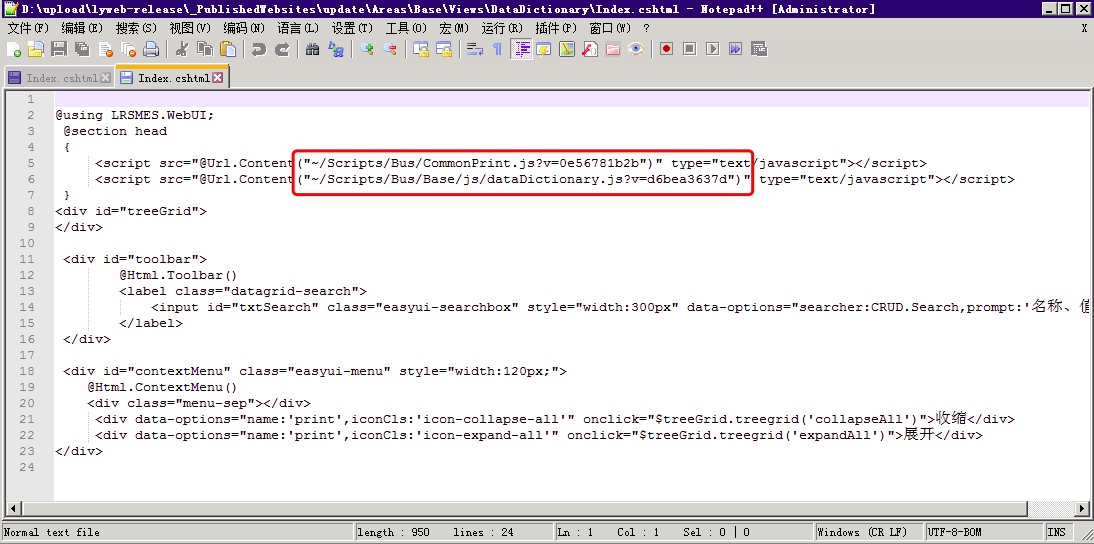 D:\upload\lyweb-release\_PublishedWebsites\update\Areas\Base\Views\DataDictionary\Index.cshtml - Notepad++ [Administrator]
文件(F) 编辑(E) 搜索(S) 视图(V) 编码(N) 语言(L) 设置(T) 工具(O) 宏(M) 运行(R) 插件(P) 窗口(W) ? X
Index.cshtml Index.cshtml
1
2 @using LRSMES.WebUI;
3 @section head
4 {
5 <script src="@Url.Content("~/Scripts/Bus/CommonPrint.js?v=0e56781b2b")" type="text/javascript"></script>
6 <script src="@Url.Content("~/Scripts/Bus/Base/js/dataDictionary.js?v=d6bea3637d")" type="text/javascript"></script>
7 }
8 <div id="treeGrid">
9 </div>
10
11 <div id="toolbar">
12 @Html.Toolbar()
13 <label class="datagrid-search">
14 <input id="txtSearch" class="easyui-searchbox" style="width:300px" data-options="searcher:CRUD.Search,prompt:'名称、值
15 </label>
16 </div>
17
18 <div id="contextMenu" class="easyui-menu" style="width:120px;">
19 @Html.ContextMenu()
20 <div class="menu-sep"></div>
21 <div data-options="name:'print',iconCls:'icon-collapse-all'" onclick="$treeGrid.treegrid('collapseAll')">收缩</div>
22 <div data-options="name:'print',iconCls:'icon-expand-all'" onclick="$treeGrid.treegrid('expandAll')">展开</div>
23 </div>
24
Normal text file length : 950 lines : 24 Ln : 1 Col : 1 Sel : 0 | 0 Windows (CR LF) UTF-8-BOM INS